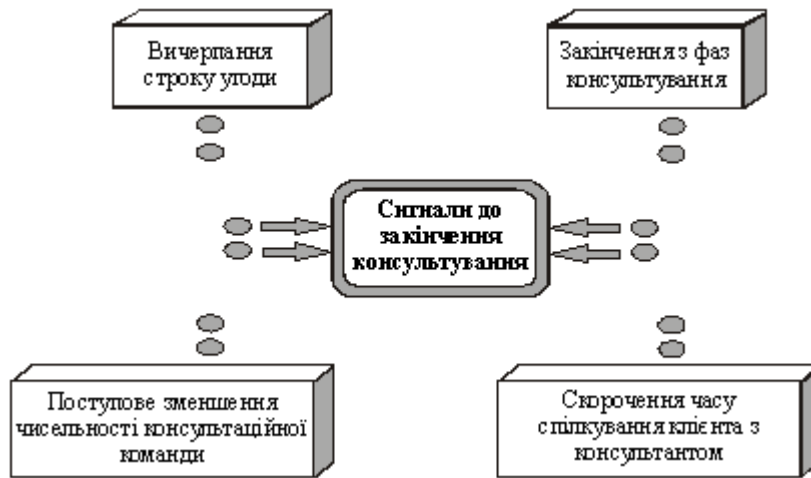 Вичерпання
строку угоди
Закінчення з фаз
консультування
Сигнали до
закінчення
консультування
Поступове зменшення
чисельності консультаційної
команди
Скорочення часу
спілкування клієнта з
консультантом